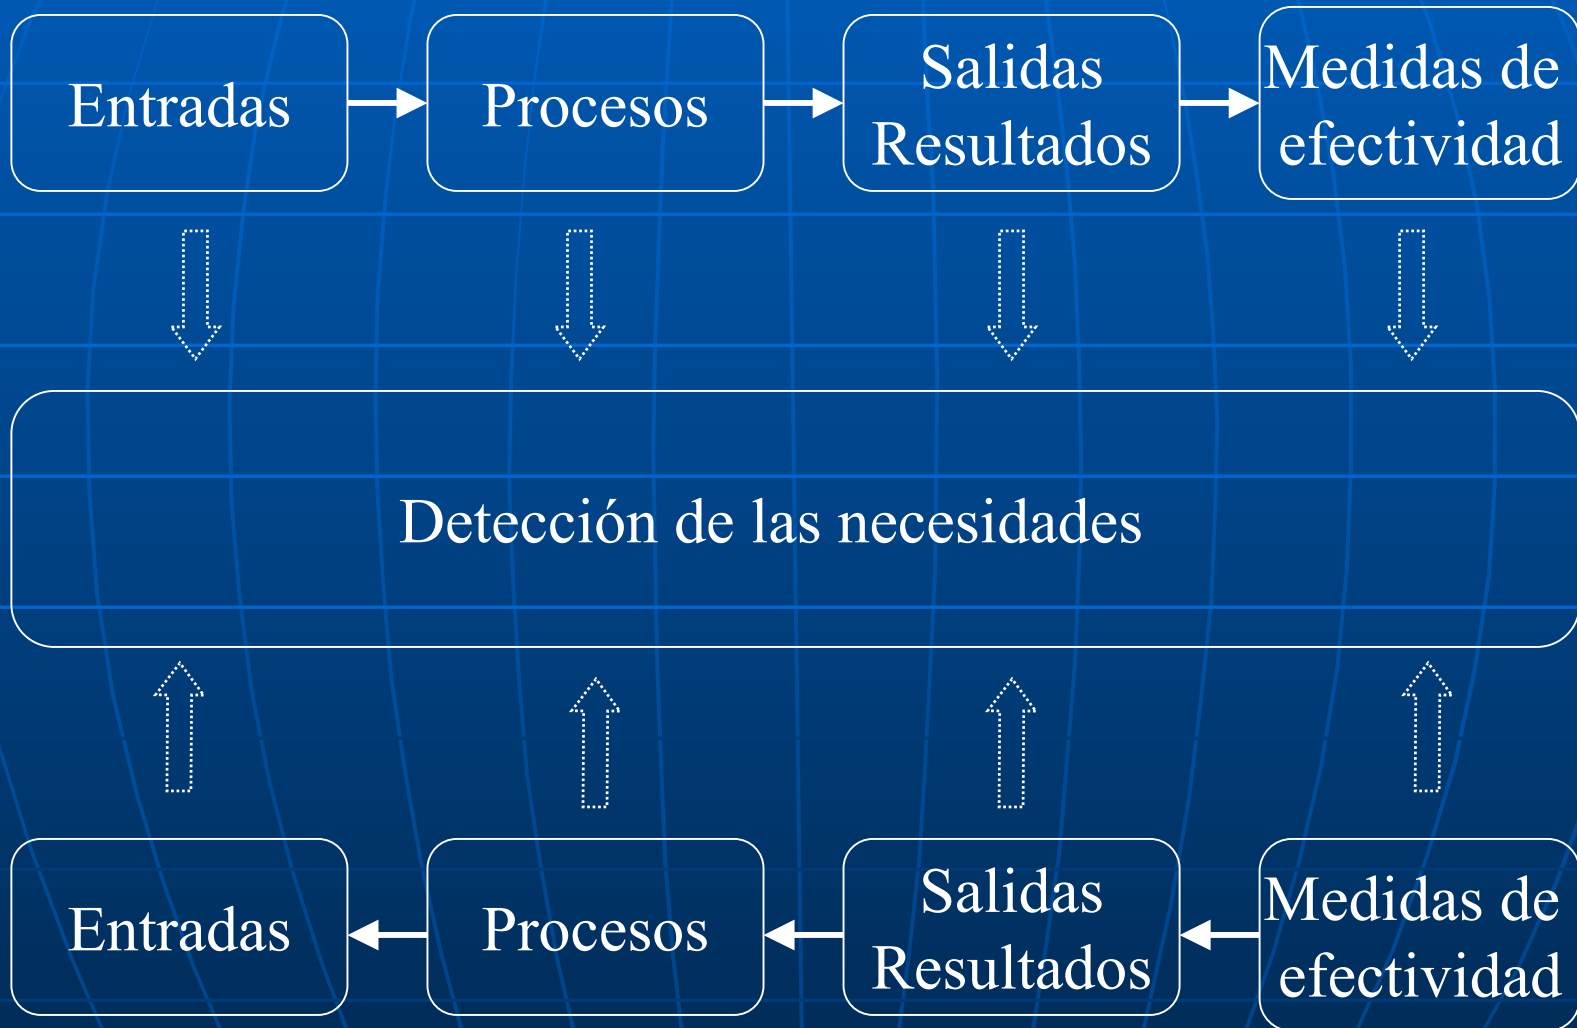 Entradas
Procesos
Salidas
Resultados
Medidas de
efectividad
Detección de las necesidades
Entradas
Procesos
Salidas
Resultados
Medidas de
efectividad